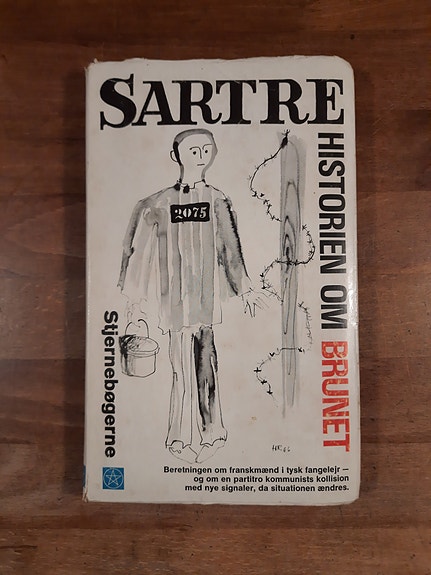 SARTRE
HISTORIEN OM BRUNET
2075
Stjernebøgerne
Beretningen om franskmænd i tysk fangelejr —
og om en partitro kommunists kollision
med nye signaler, da situationen ændres.